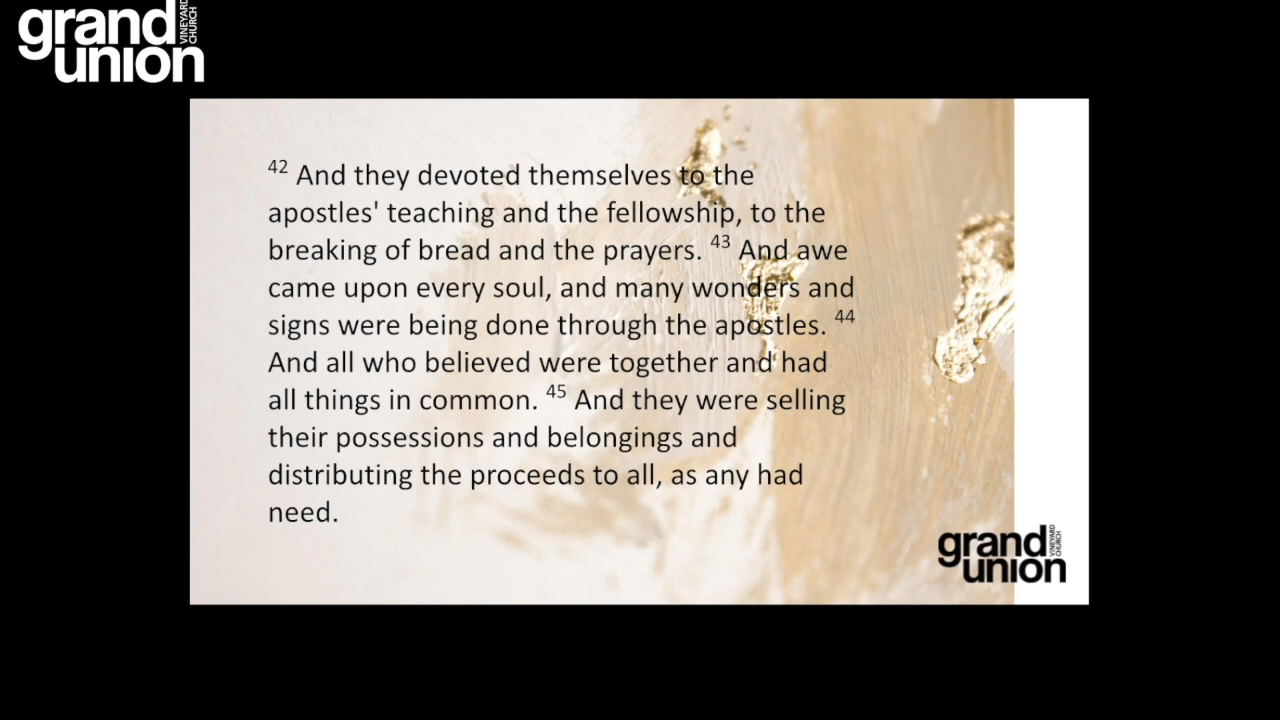 grand
union
VINEYARD
CHURCH
42 And they devoted themselves to the
apostles' teaching and the fellowship, to the
breaking of bread and the prayers. 43 And awe
came upon every soul, and many wonders and
signs were being done through the apostles. 44
And all who believed were together and had
all things in common. 45 And they were selling
their possessions and belongings and
distributing the proceeds to all, as any had
need.
grand
union
VINEYARD
CHURCH